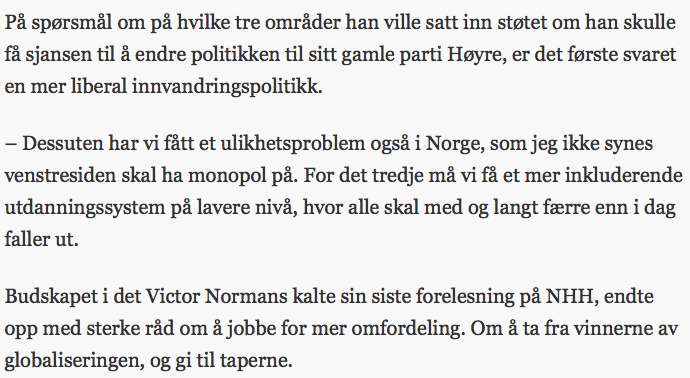 På spørsmål om på hvilke tre områder han ville satt inn støtet om han skulle
få sjansen til å endre politikken til sitt gamle parti Høyre, er det første svaret
en mer liberal innvandringspolitikk.
– Dessuten har vi fått et ulikhetsproblem også i Norge, som jeg ikke synes
venstresiden skal ha monopol på. For det tredje må vi få et mer inkluderende
utdanningssystem på lavere nivå, hvor alle skal med og langt færre enn i dag
faller ut.
Budskapet i det Victor Normans kalte sin siste forelesning på NHH, endte
opp med sterke råd om å jobbe for mer omfordeling. Om å ta fra vinnerne av
globaliseringen, og gi til taperne.